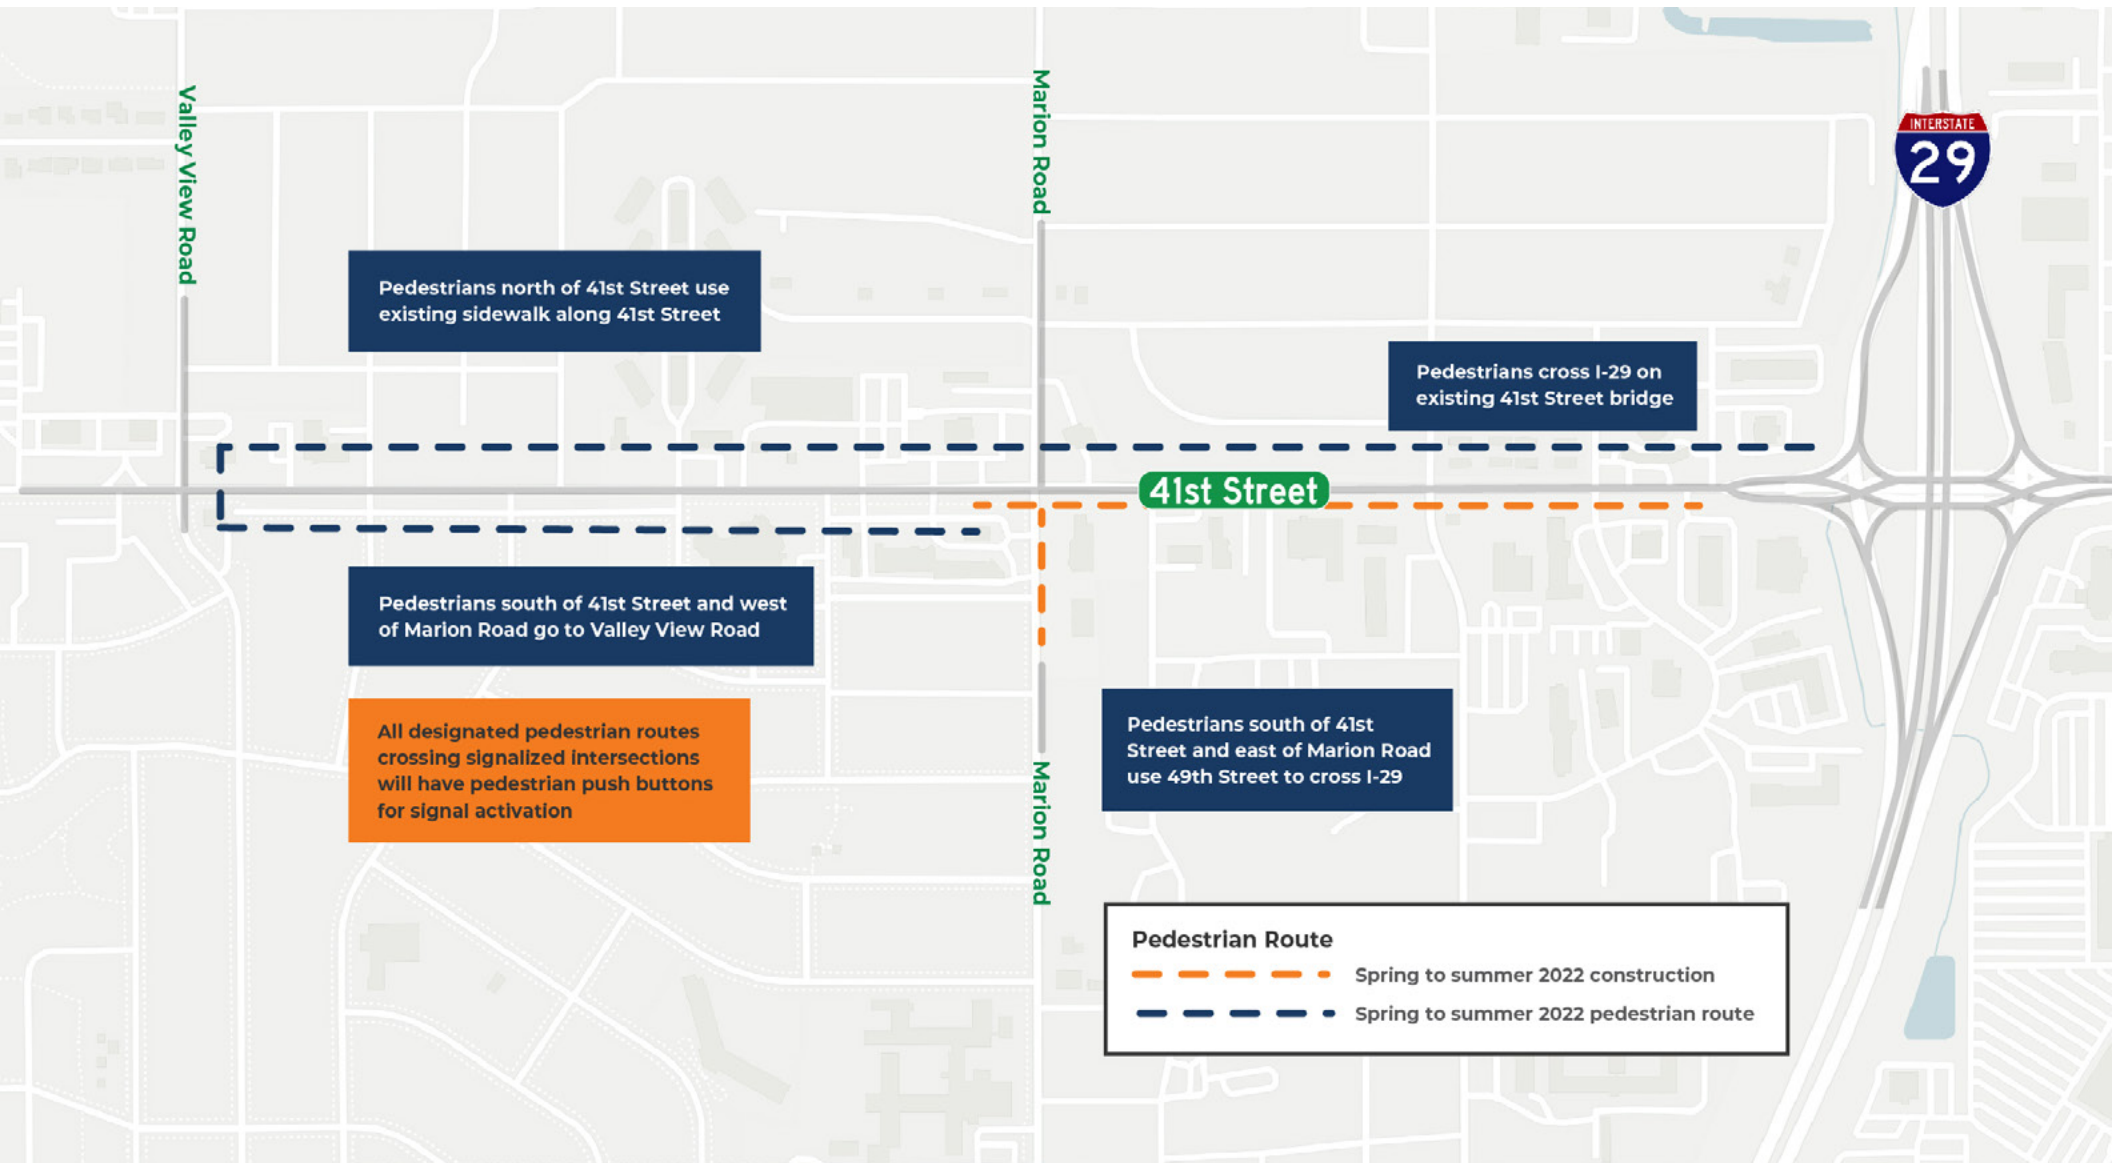 Valley View Road
Marion Road
INTERSTATE
29
Pedestrians north of 41st Street use
existing sidewalk along 41st Street
Pedestrians cross I-29 on
existing 41st Street bridge
41st Street
Pedestrians south of 41st Street and west
of Marion Road go to Valley View Road
All designated pedestrian routes
crossing signalized intersections
will have pedestrian push buttons
for signal activation
Pedestrians south of 41st
Street and east of Marion Road
use 49th Street to cross I-29
Marion Road
Pedestrian Route
Spring to summer 2022 construction
Spring to summer 2022 pedestrian route